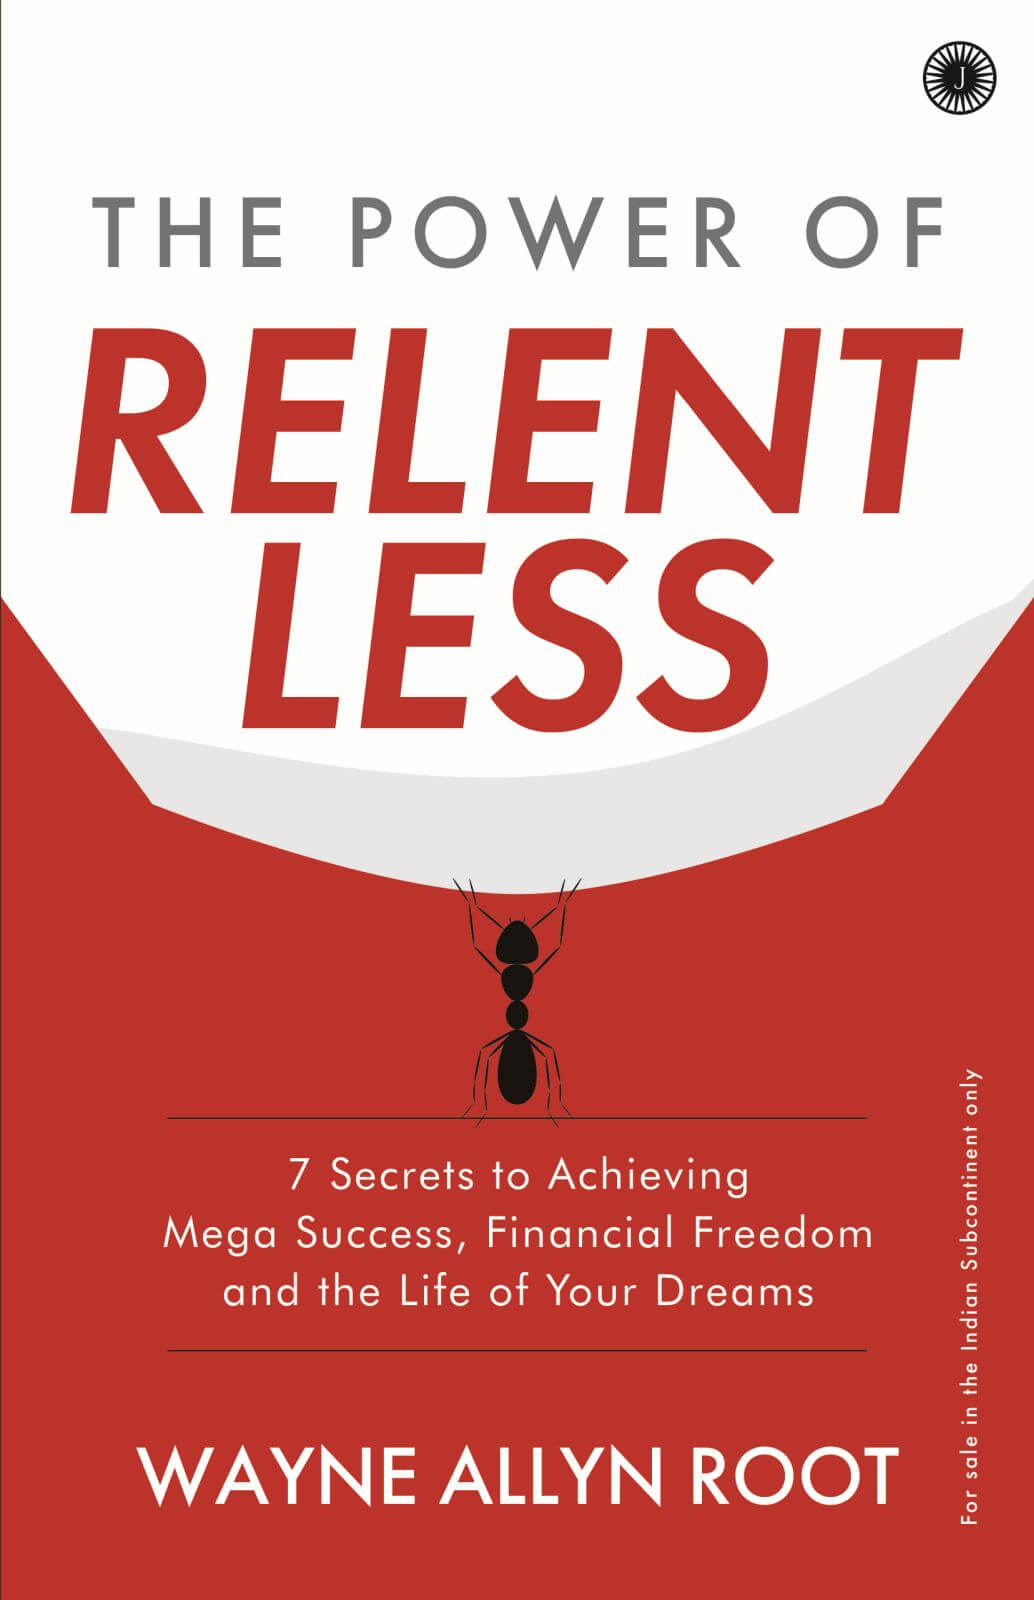 J
THE POWER OF
RELENT
LESS
7 Secrets to Achieving
Mega Success, Financial Freedom
and the Life of Your Dreams
WAYNE ALLYN ROOT
For sale in the Indian Subcontinent only